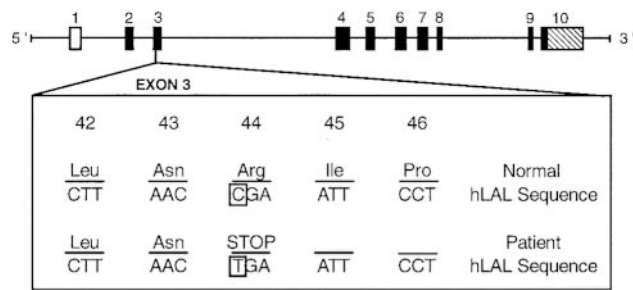 1 2 3 4 5 6 7 8 9 10
5' 3'
EXON 3
42 43 44 45 46
Leu Asn Arg Ile Pro Normal
CTT AAC CGA ATT CCT hLAL Sequence
Leu Asn STOP Patient
CTT AAC TGA ATT CCT hLAL Sequence